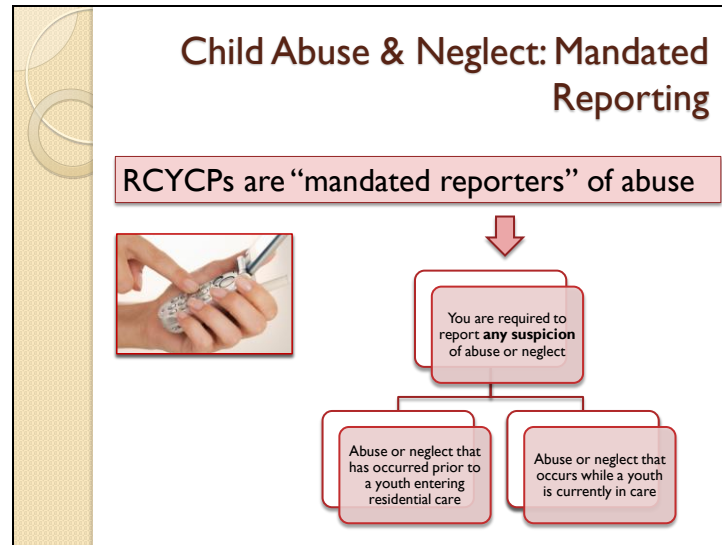 Child Abuse & Neglect: Mandated
Reporting
RCYCPs are “mandated reporters” of abuse
You are required to
report any suspicion
of abuse or neglect
Abuse or neglect that
has occurred prior to
a youth entering
residential care
Abuse or neglect that
occurs while a youth
is currently in care